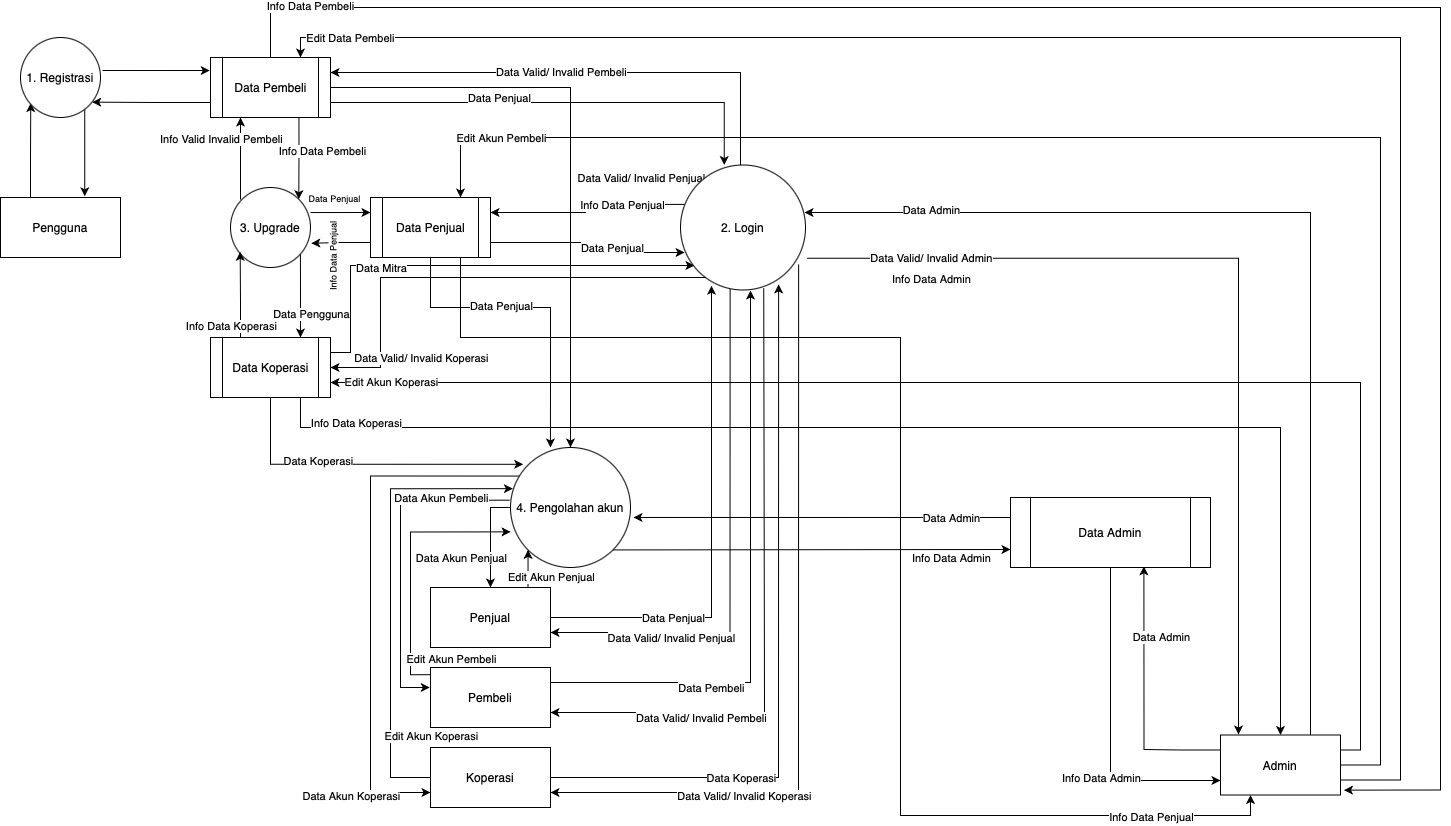 Info Data Pembeli
Edit Data Pembeli
1. Registrasi
Data Pembeli
Data Valid/ Invalid Pembeli
Data Penjual
Info Valid Invalid Pembeli
Info Data Pembeli
Edit Akun Pembeli
Pengguna
3. Upgrade
Data Penjual
Info Data Penjual
Data Penjual
Data Valid/ Invalid Penjual
Info Data Penjual
Data Penjual
2. Login
Data Admin
Data Valid/ Invalid Admin
Info Data Admin
Data Mitra
Data Penjual
Data Pengguna
Info Data Koperasi
Data Koperasi
Data Valid/ Invalid Koperasi
Edit Akun Koperasi
Info Data Koperasi
Data Koperasi
Data Akun Pembeli
4. Pengolahan akun
Data Admin
Info Data Admin
Data Admin
Data Akun Penjual
Edit Akun Penjual
Penjual
Data Penjual
Data Valid/ Invalid Penjual
Data Admin
Edit Akun Pembeli
Pembeli
Data Pembeli
Data Valid/ Invalid Pembeli
Edit Akun Koperasi
Koperasi
Data Koperasi
Data Akun Koperasi
Data Valid/ Invalid Koperasi
Admin
Info Data Admin
Info Data Penjual